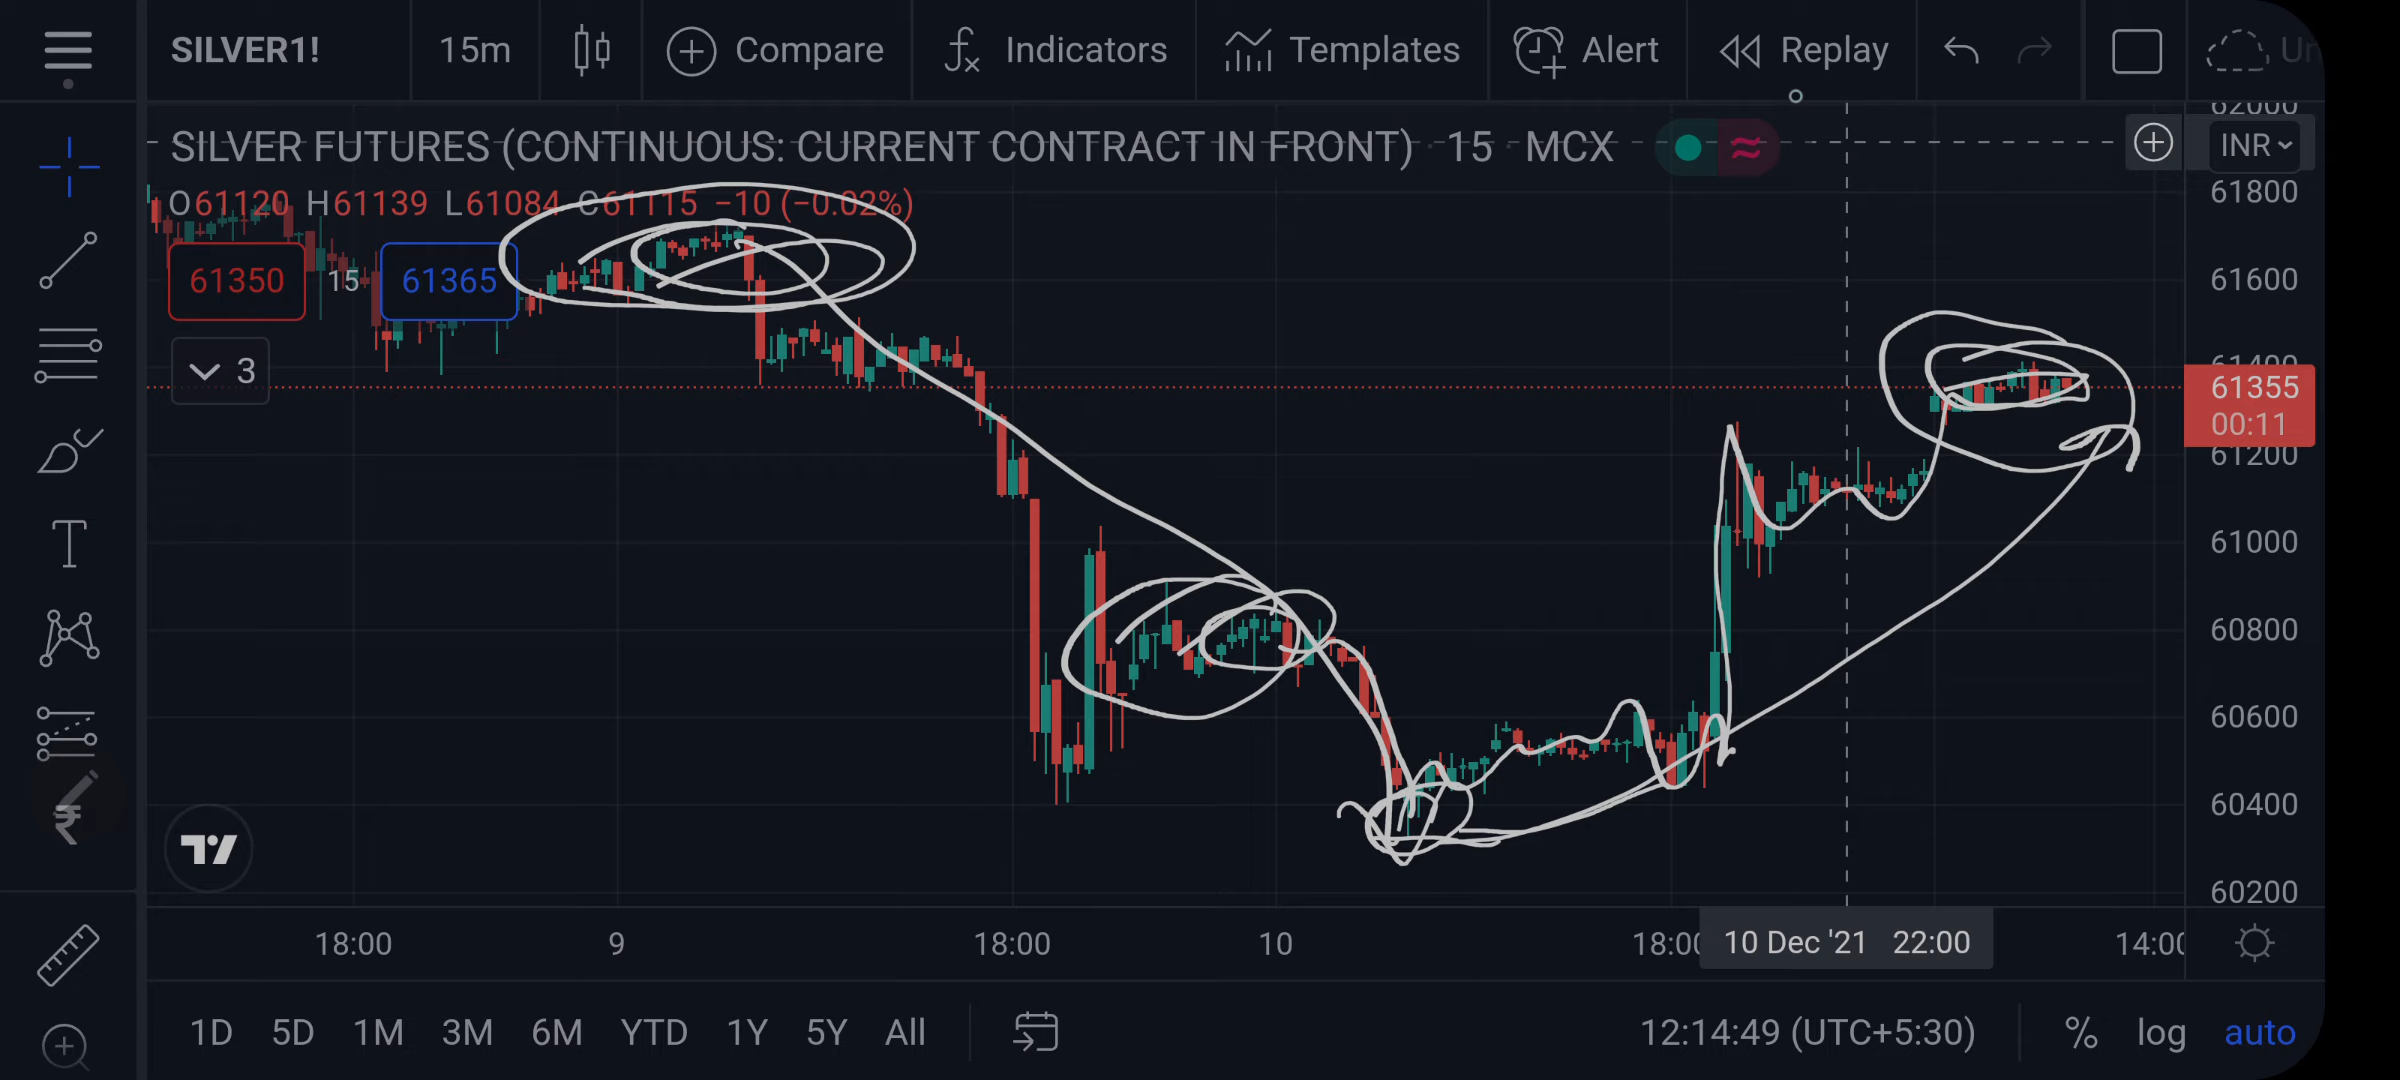 SILVER1! 15m Compare Indicators Templates Alert Replay
62000
SILVER FUTURES (CONTINUOUS: CURRENT CONTRACT IN FRONT) · 15 · MCX INR
61800
O61120 H61139 L61084 C61115 −10 (−0.02%)
61350 15 61365
61600
3
61400
61355
00:11
61200
61000
60800
60600
60400
60200
18:00 9 18:00 10 18:00 10 Dec '21 22:00 14:00
1D 5D 1M 3M 6M YTD 1Y 5Y All 12:14:49 (UTC+5:30) % log auto